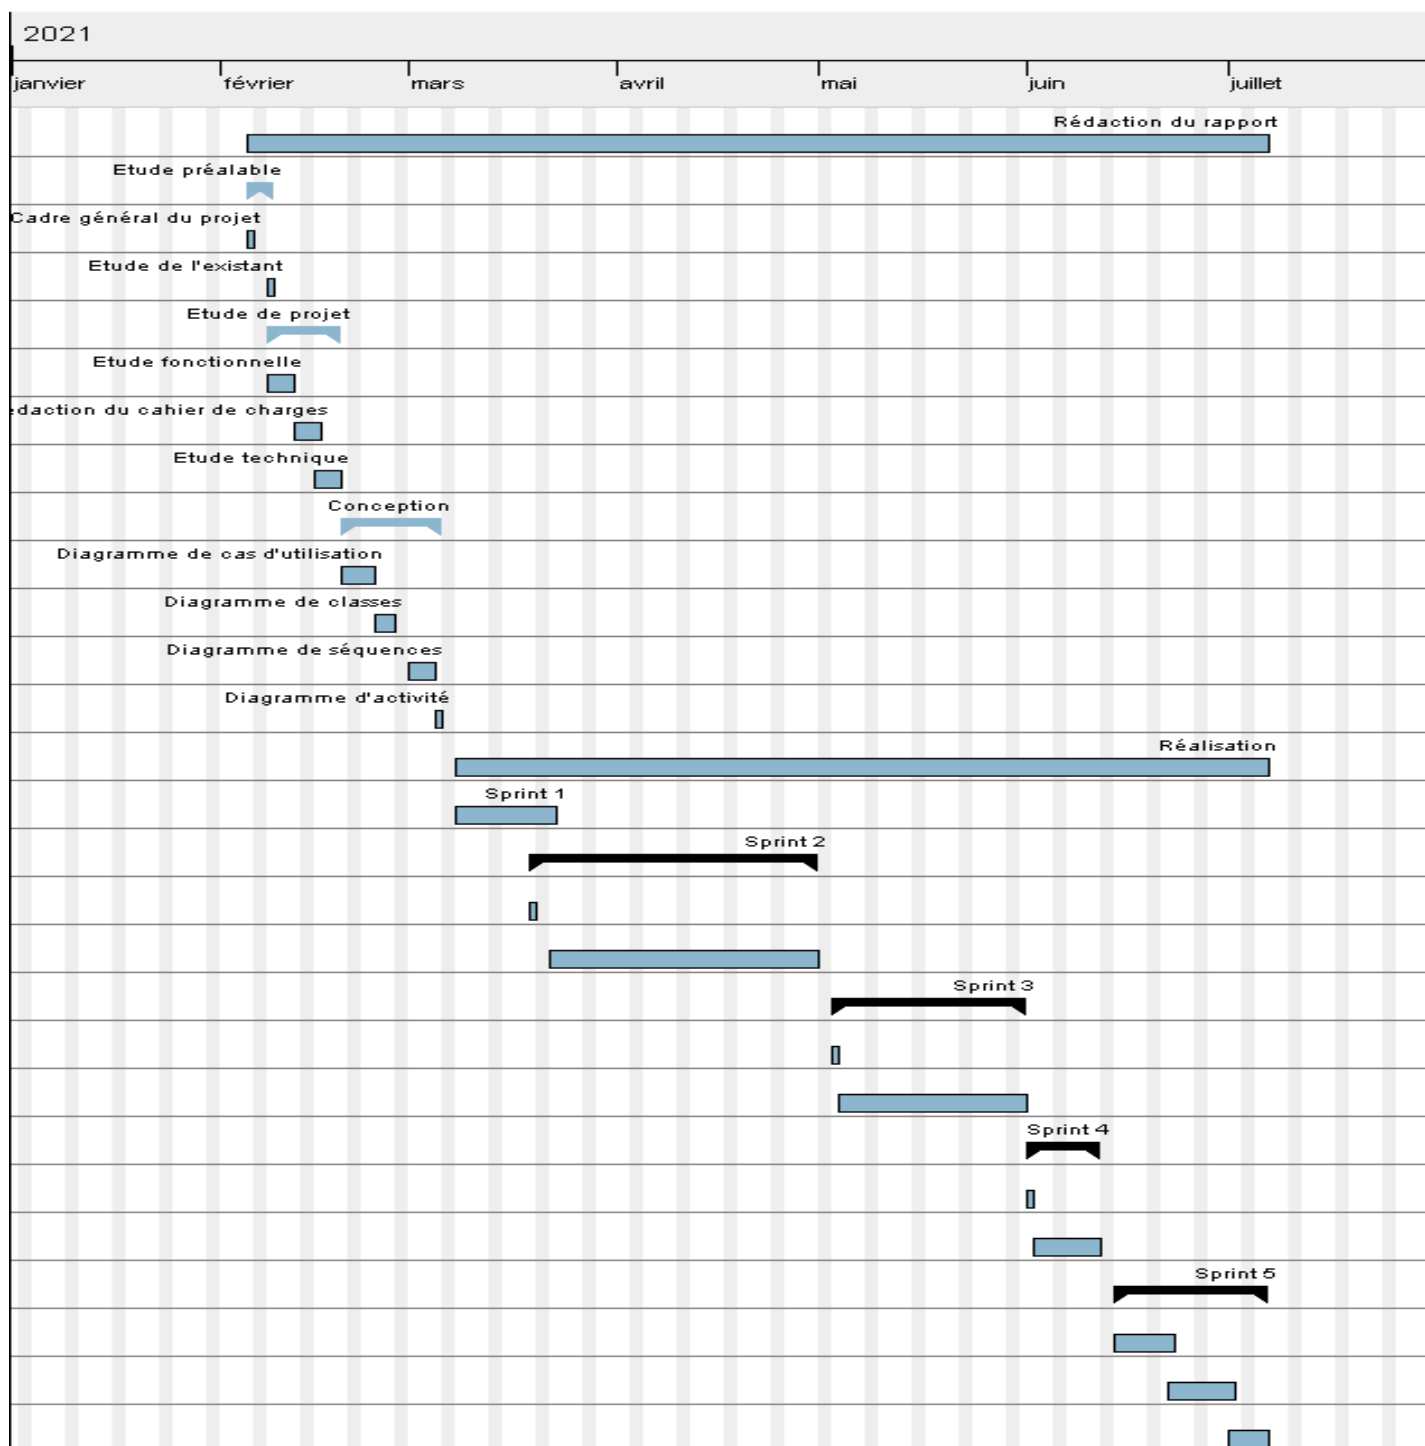 2021
janvier février mars avril mai juin juillet
Rédaction du rapport
Etude préalable
Cadre général du projet
Etude de l'existant
Etude de projet
Etude fonctionnelle
du cahier de charges
Etude technique
Conception
Diagramme de cas d'utilisation
Diagramme de classes
Diagramme de séquences
Diagramme d'activité
Réalisation
Sprint 1
Sprint 2
Sprint 3
Sprint 4
Sprint 5